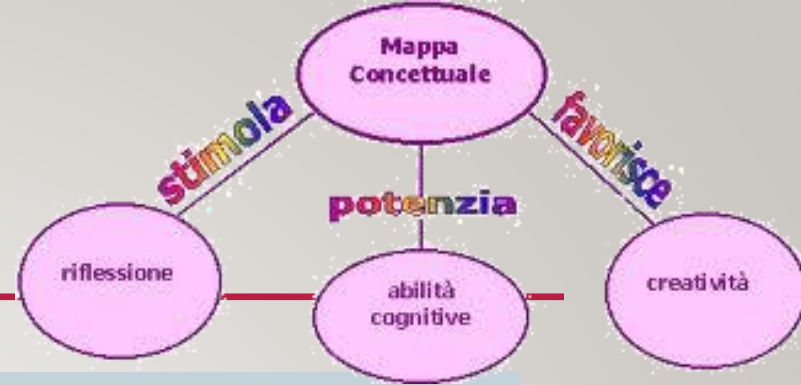 Mappa
Concettuale
stimola
potenzia
favorisce
riflessione
abilità
cognitive
creatività